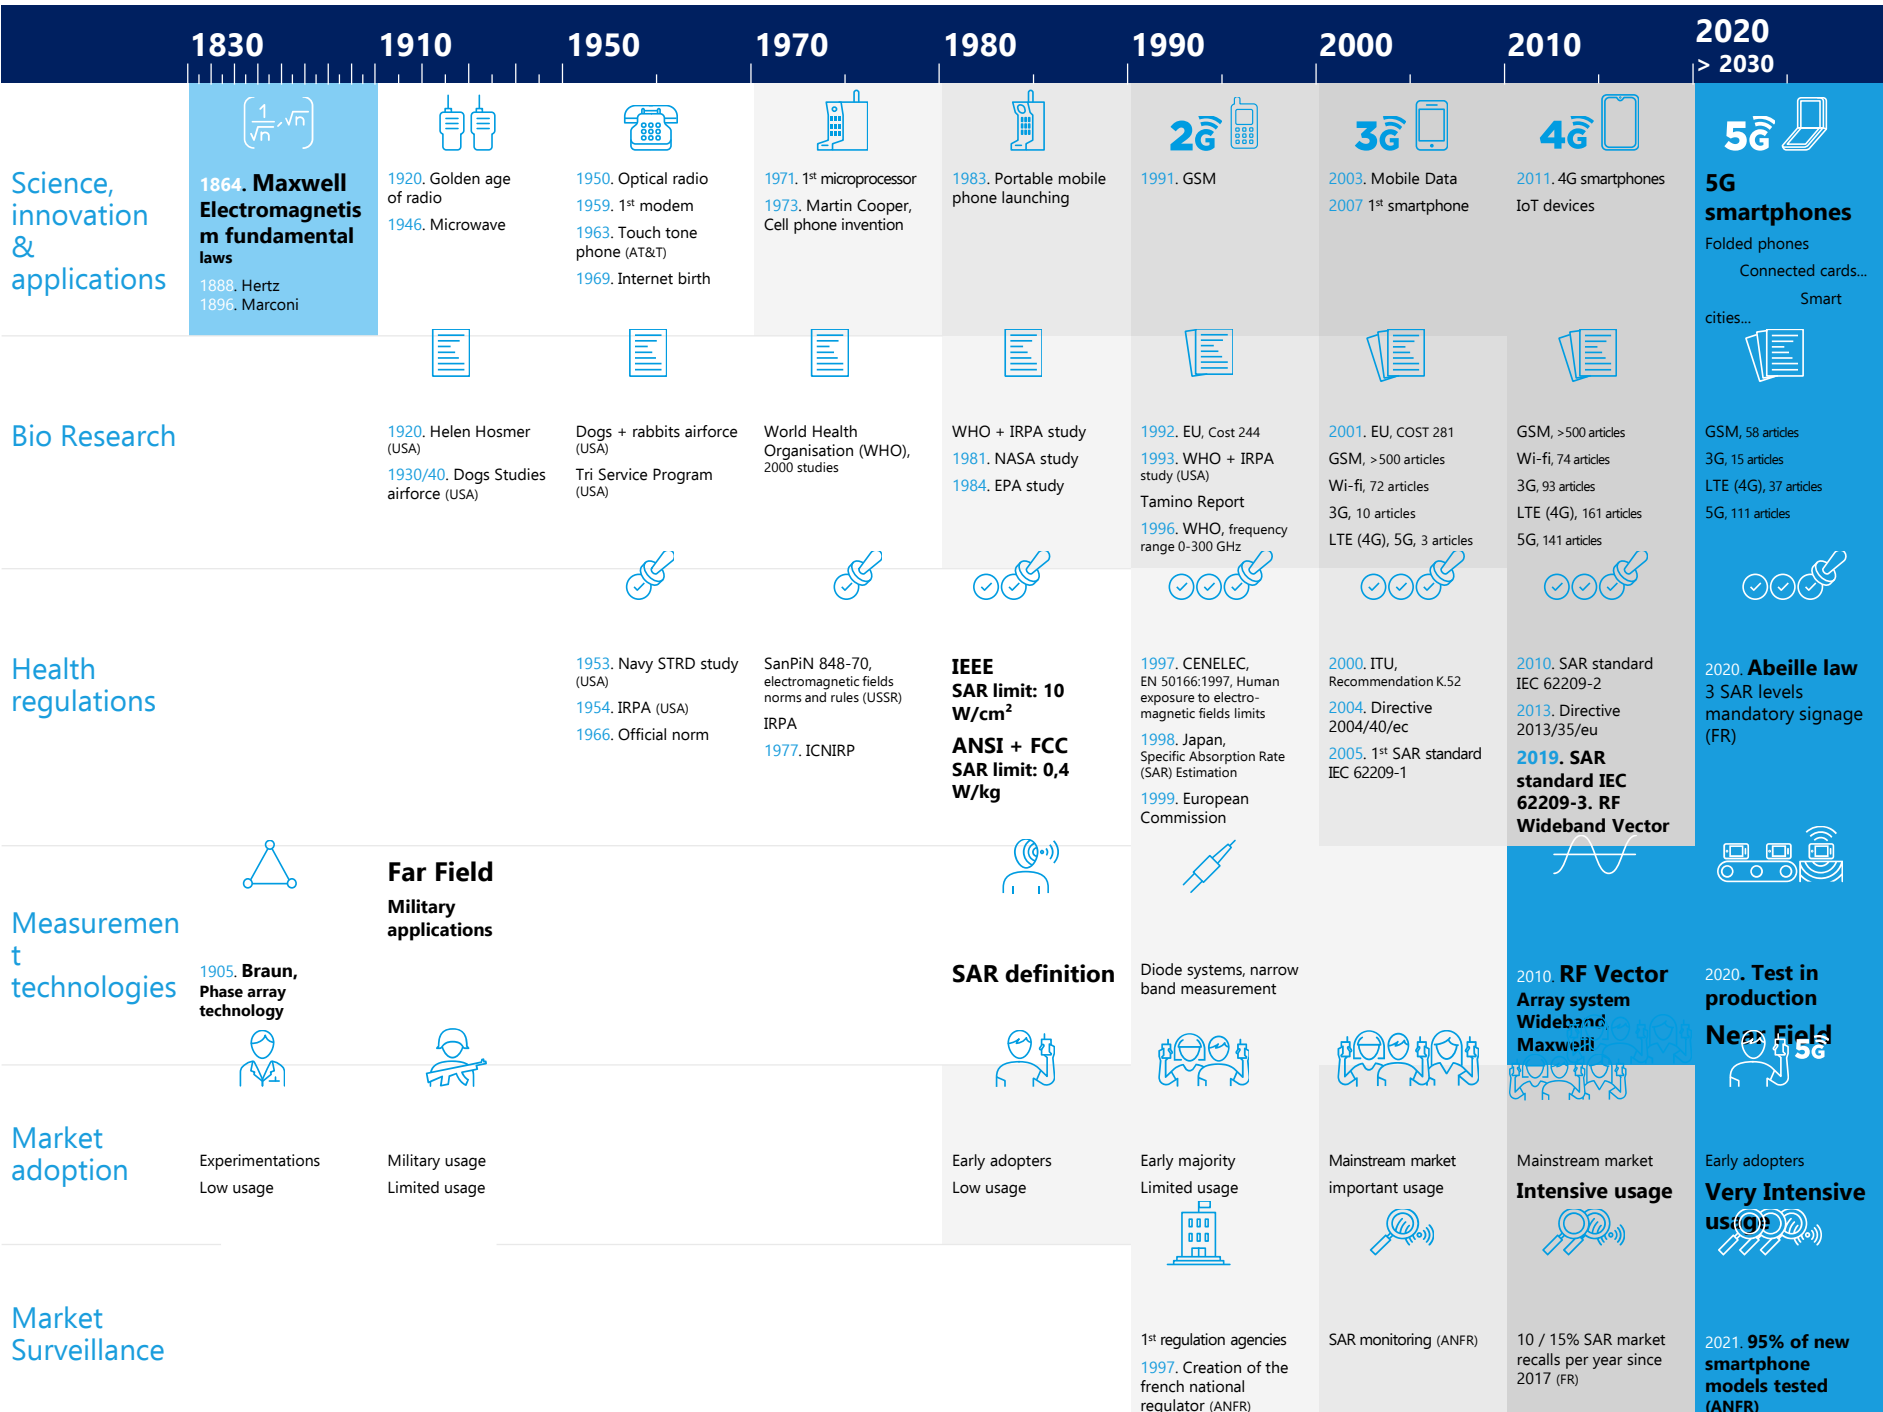 1830
1910
1950
1970
1980
1990
2000
2010
2020
> 2030
Science,
innovation
&
applications
(1/√n, √n)
1864. Maxwell
Electromagnetis
m fundamental
laws
1888. Hertz
1896. Marconi
1920. Golden age
of radio
1946. Microwave
1950. Optical radio
1959. 1st modem
1963. Touch tone
phone (AT&T)
1969. Internet birth
1971. 1st microprocessor
1973. Martin Cooper,
Cell phone invention
1983. Portable mobile
phone launching
2G
1991. GSM
3G
2003. Mobile Data
2007 1st smartphone
4G
2011. 4G smartphones
IoT devices
5G
5G
smartphones
Folded phones
Connected cards...
Smart
cities...
Bio Research
1920. Helen Hosmer
(USA)
1930/40. Dogs Studies
airforce (USA)
Dogs + rabbits airforce
(USA)
Tri Service Program
(USA)
World Health
Organisation (WHO),
2000 studies
WHO + IRPA study
1981. NASA study
1984. EPA study
1992. EU, Cost 244
1993. WHO + IRPA
study (USA)
Tamino Report
1996. WHO, frequency
range 0-300 GHz
2001. EU, COST 281
GSM, >500 articles
Wi-fi, 72 articles
3G, 10 articles
LTE (4G), 5G, 3 articles
GSM, >500 articles
Wi-fi, 74 articles
3G, 93 articles
LTE (4G), 161 articles
5G, 141 articles
GSM, 58 articles
3G, 15 articles
LTE (4G), 37 articles
5G, 111 articles
Health
regulations
1953. Navy STRD study
(USA)
1954. IRPA (USA)
1966. Official norm
SanPiN 848-70,
electromagnetic fields
norms and rules (USSR)
IRPA
1977. ICNIRP
IEEE
SAR limit: 10
W/cm²
ANSI + FCC
SAR limit: 0,4
W/kg
1997. CENELEC,
EN 50166:1997, Human
exposure to electro-
magnetic fields limits
1998. Japan,
Specific Absorption Rate
(SAR) Estimation
1999. European
Commission
2000. ITU,
Recommendation K.52
2004. Directive
2004/40/ec
2005. 1st SAR standard
IEC 62209-1
2010. SAR standard
IEC 62209-2
2013. Directive
2013/35/eu
2019. SAR
standard IEC
62209-3. RF
Wideband Vector
2020. Abeille law
3 SAR levels
mandatory signage
(FR)
Measuremen
t
technologies
1905. Braun,
Phase array
technology
Far Field
Military
applications
SAR definition
Diode systems, narrow
band measurement
2010. RF Vector
Array system
Wideband
Maxwell
2020. Test in
production
Near Field
5G
Market
adoption
Experimentations
Low usage
Military usage
Limited usage
Early adopters
Low usage
Early majority
Limited usage
Mainstream market
important usage
Mainstream market
Intensive usage
Early adopters
Very Intensive
usage
Market
Surveillance
1st regulation agencies
1997. Creation of the
french national
regulator (ANFR)
SAR monitoring (ANFR)
10 / 15% SAR market
recalls per year since
2017 (FR)
2021. 95% of new
smartphone
models tested
(ANFR)